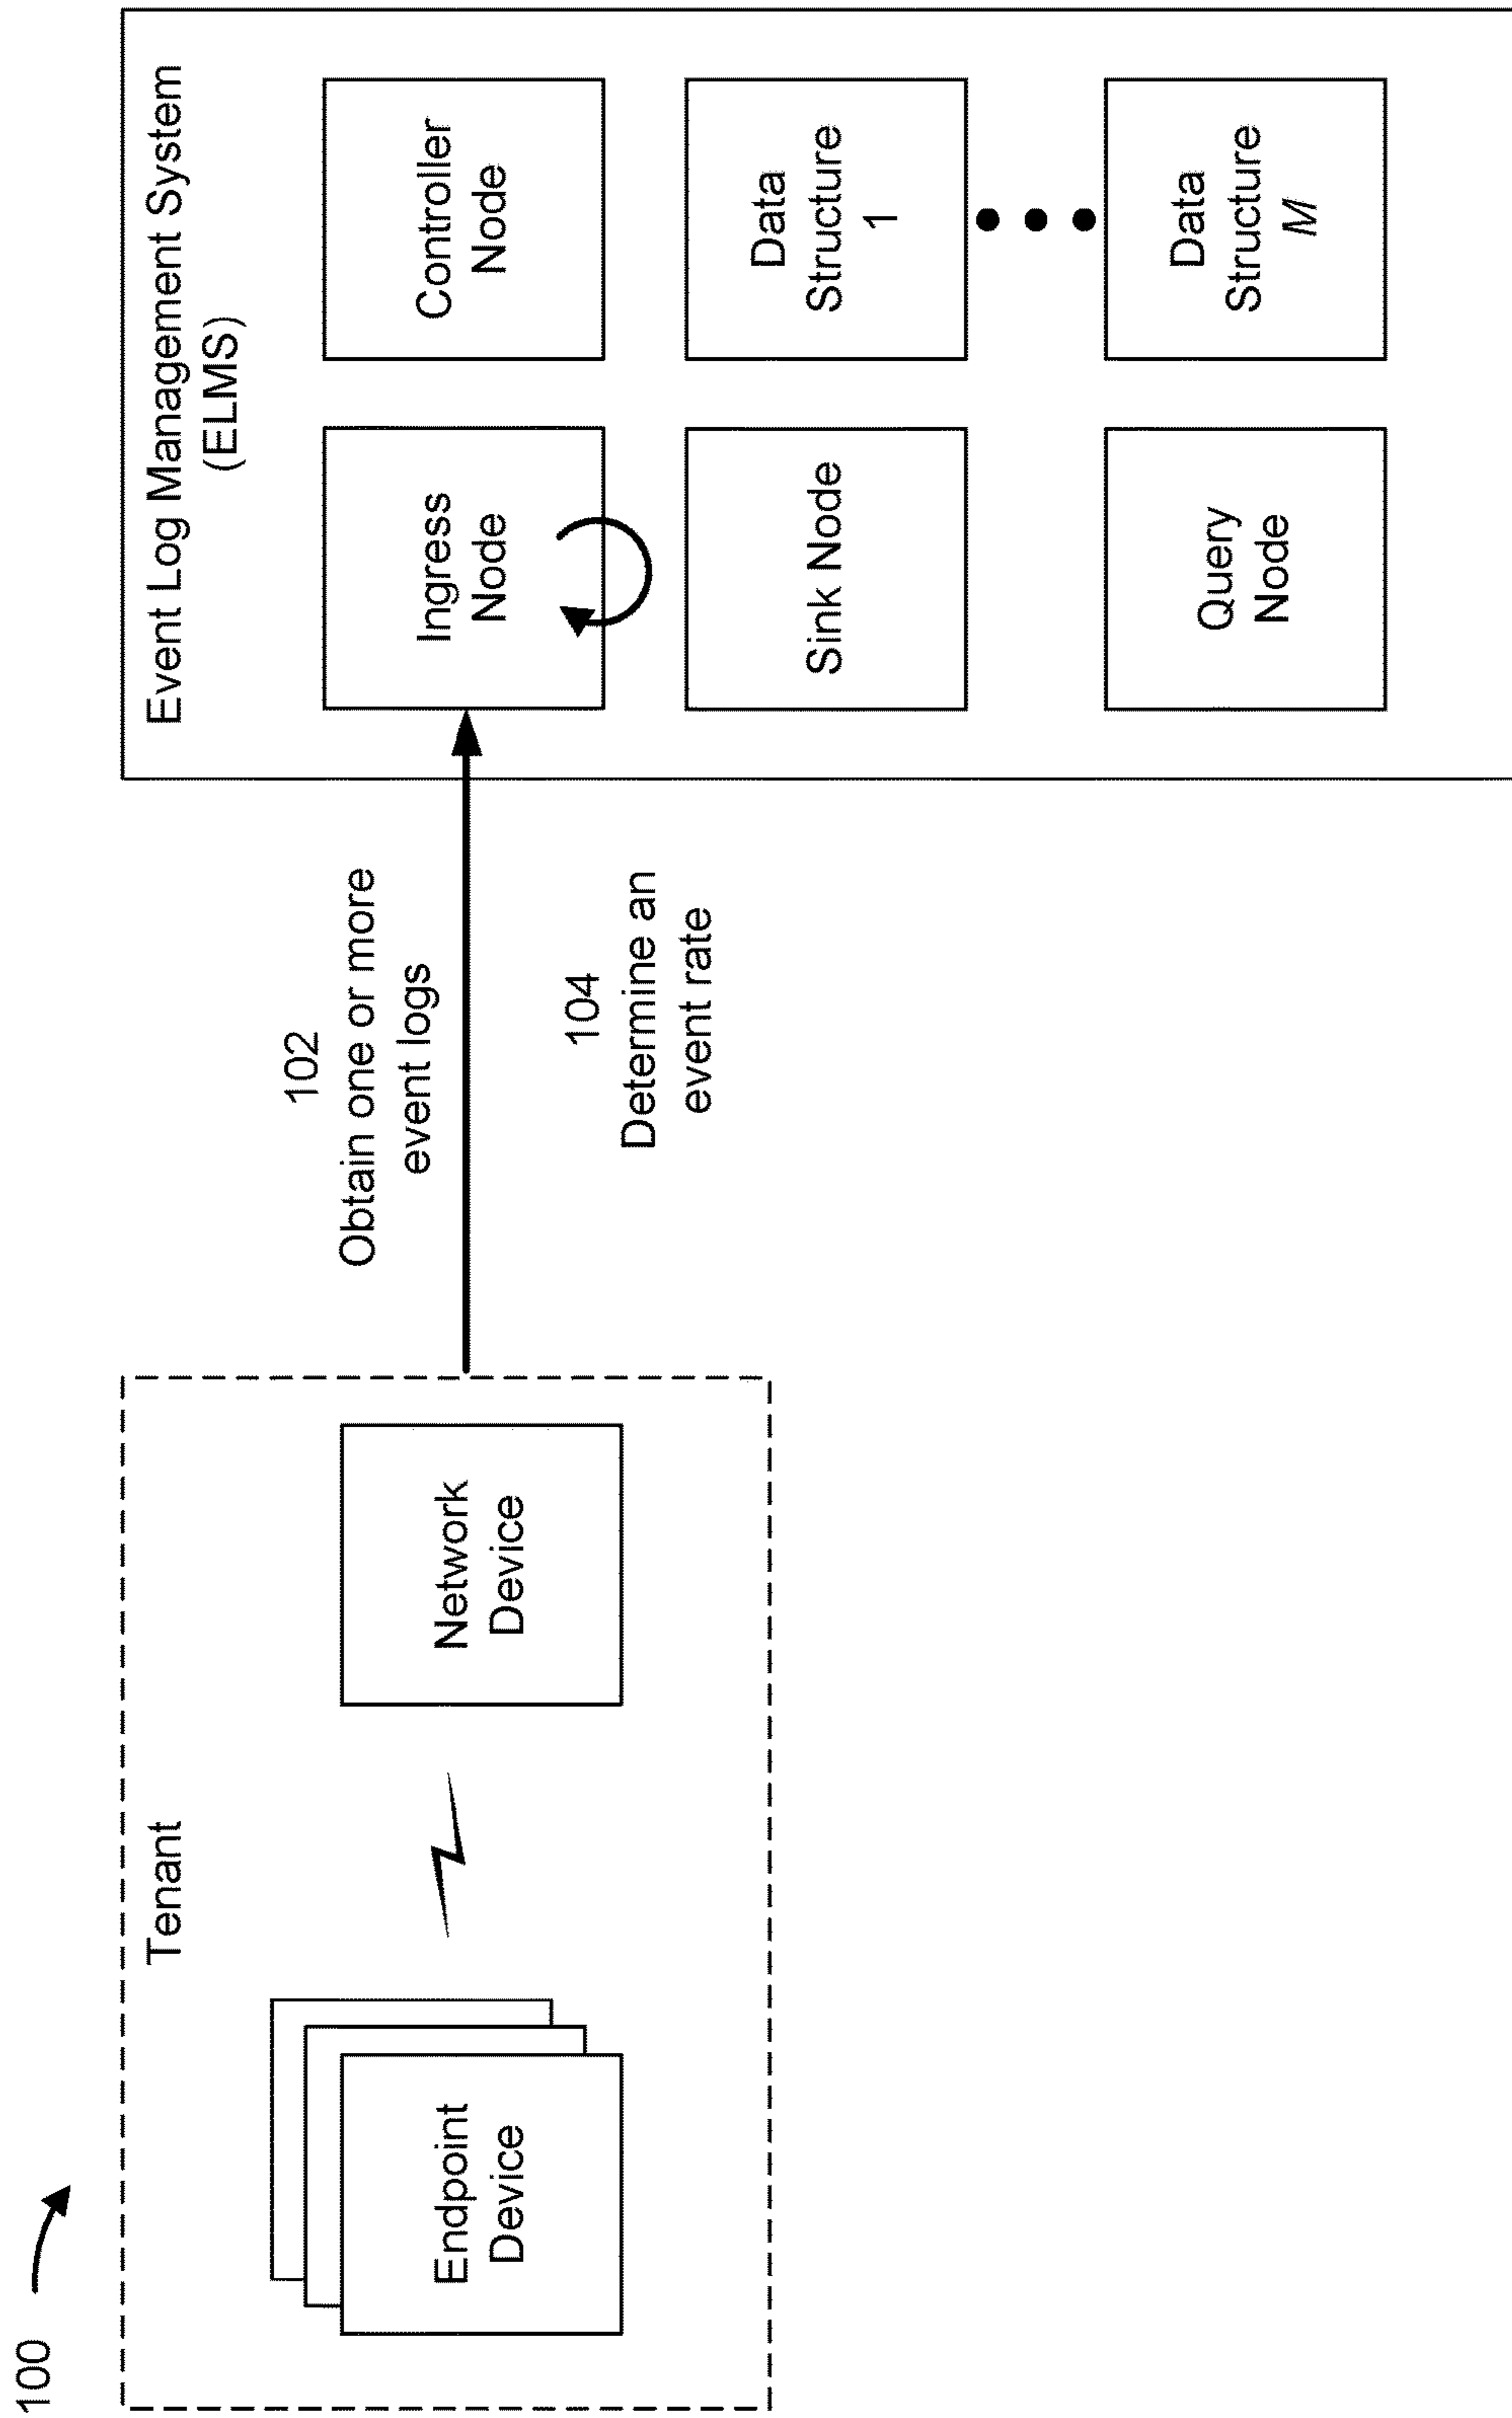 100
Tenant
Endpoint
Device
Network
Device
102
Obtain one or more
event logs
104
Determine an
event rate
Event Log Management System
(ELMS)
Ingress
Node
Controller
Node
Sink Node
Data
Structure
1
Query
Node
Data
Structure
M